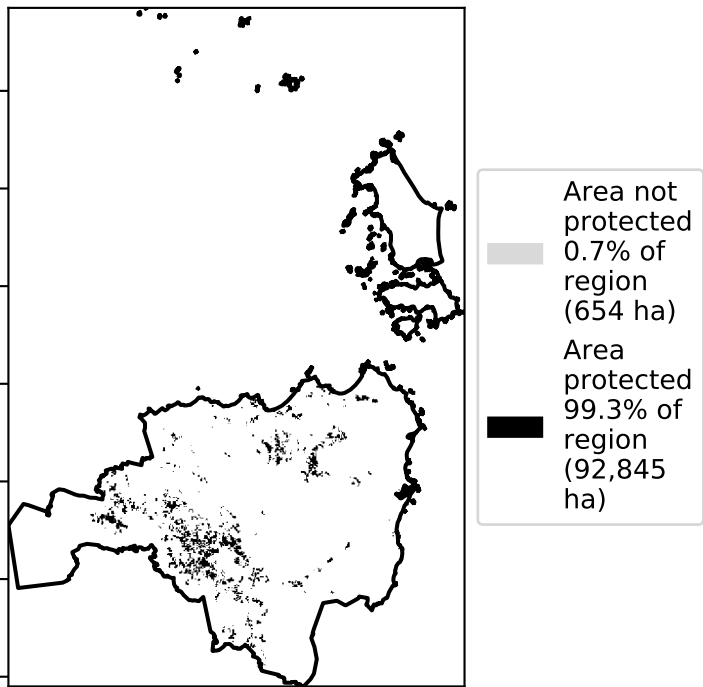 Area not
protected
0.7% of
region
(654 ha)
Area
protected
99.3% of
region
(92,845
ha)